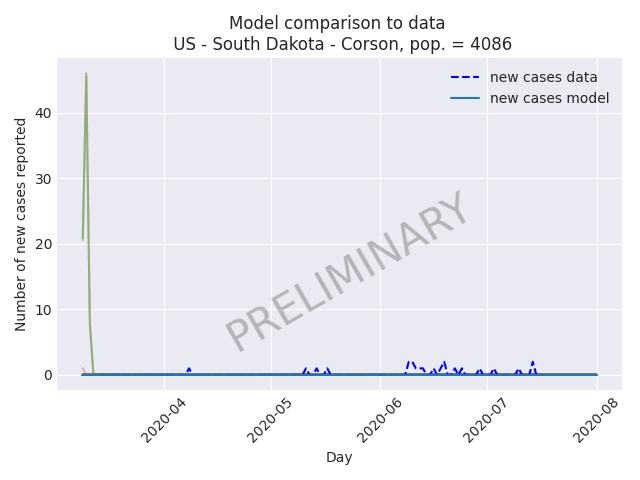 Model comparison to data
US - South Dakota - Corson, pop. = 4086
new cases data
new cases model
Number of new cases reported
40
30
20
10
0
PRELIMINARY
2020-04
2020-05
2020-06
2020-07
2020-08
Day